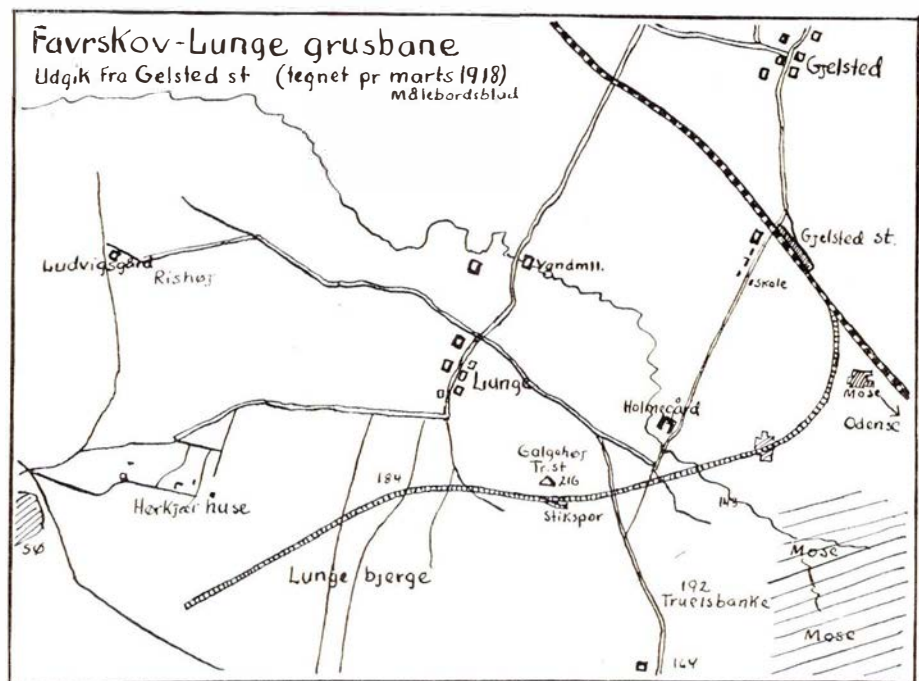 Favrskov-Lunge grusbane
Udgik fra Gelsted st (tegnet pr marts 1918)
Målebordsblad
Gjelsted
Gjelsted st.
Ludvigsgård
Rishøj
Vandmll.
Skole
Lunge
Mose
Odense
Holmegård
Galgehøj
Tr.st
216
184
Stikspor
Herkjær huse
143
Sø
Lunge bjerge
Mose
192
Truelsbanke
Mose
164